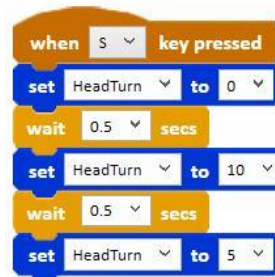 when S key pressed
set HeadTurn to 0
wait 0.5 secs
set HeadTurn to 10
wait 0.5 secs
set HeadTurn to 5